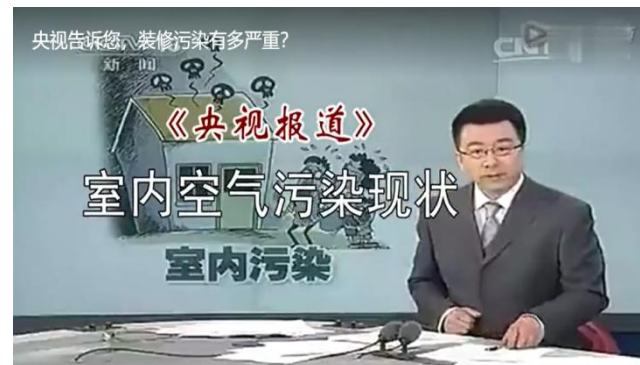 央视告诉您，装修污染有多严重？
新 闻
《央视报道》
室内空气污染现状
室内污染